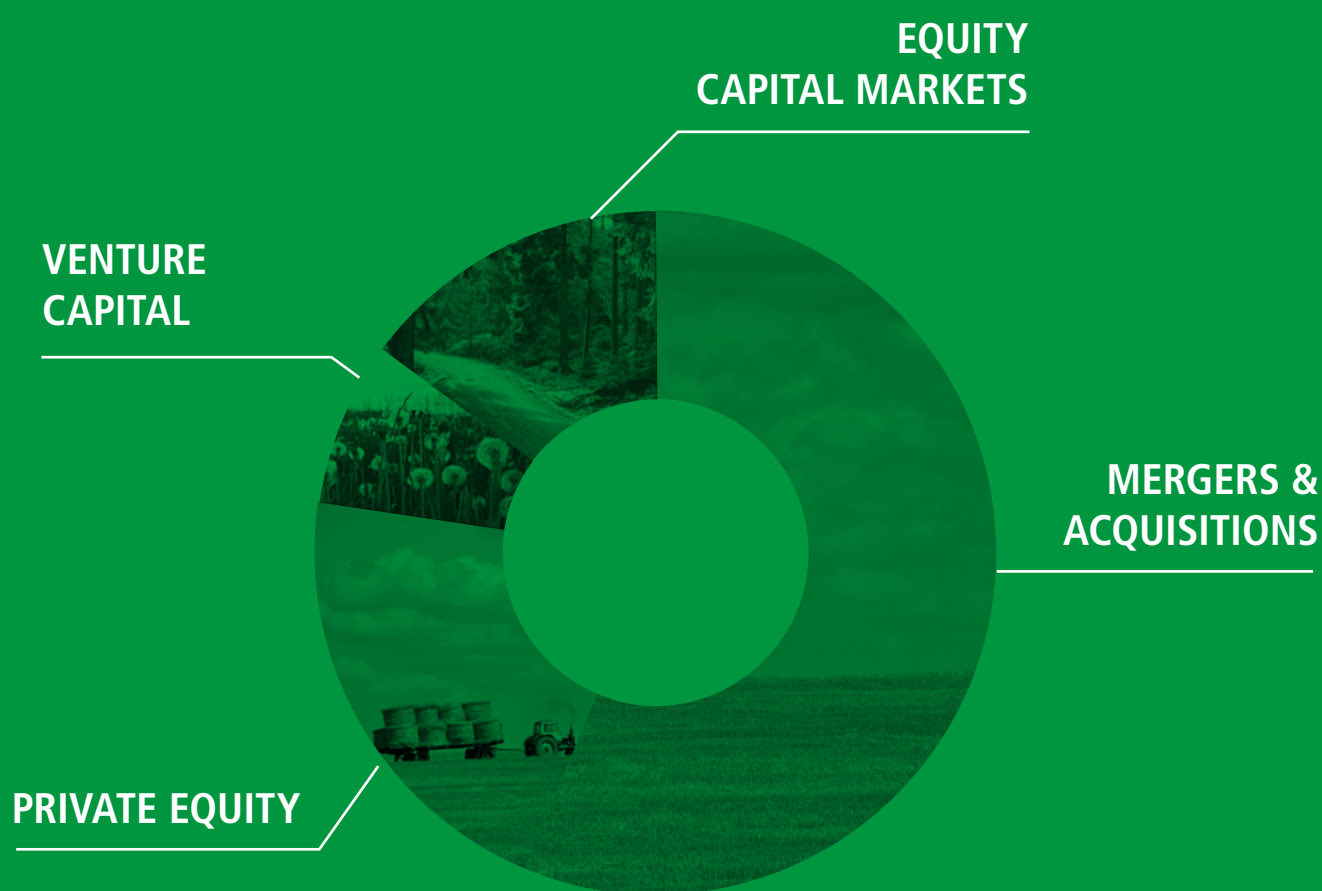 EQUITY
CAPITAL MARKETS
VENTURE
CAPITAL
MERGERS &
ACQUISITIONS
PRIVATE EQUITY